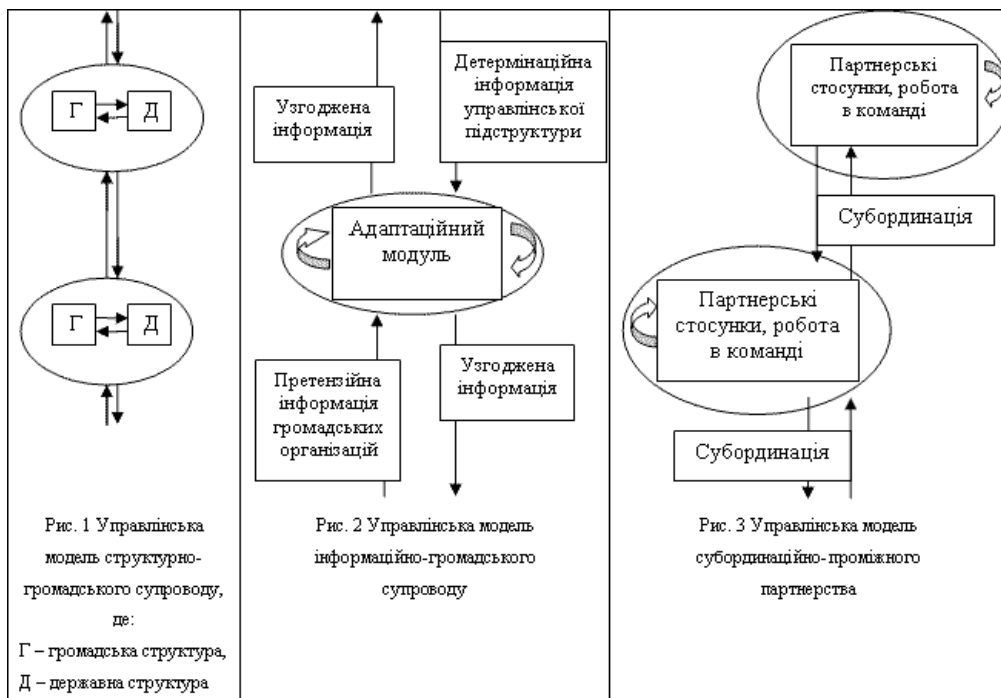 Г
Д
Г
Д
Рис. 1 Управлінська
модель структурно-
громадського супроводу,
де:
Г – громадська структура,
Д – державна структура
Узгоджена
інформація
Детермінаційна
інформація
управлінської
підструктури
Адаптаційний
модуль
Претензійна
інформація
громадських
організацій
Узгоджена
інформація
Рис. 2 Управлінська модель
інформаційно-громадського
супроводу
Партнерські
стосунки, робота
в команді
Субординація
Партнерські
стосунки, робота
в команді
Субординація
Рис. 3 Управлінська модель
субординаційно-проміжного
партнерства